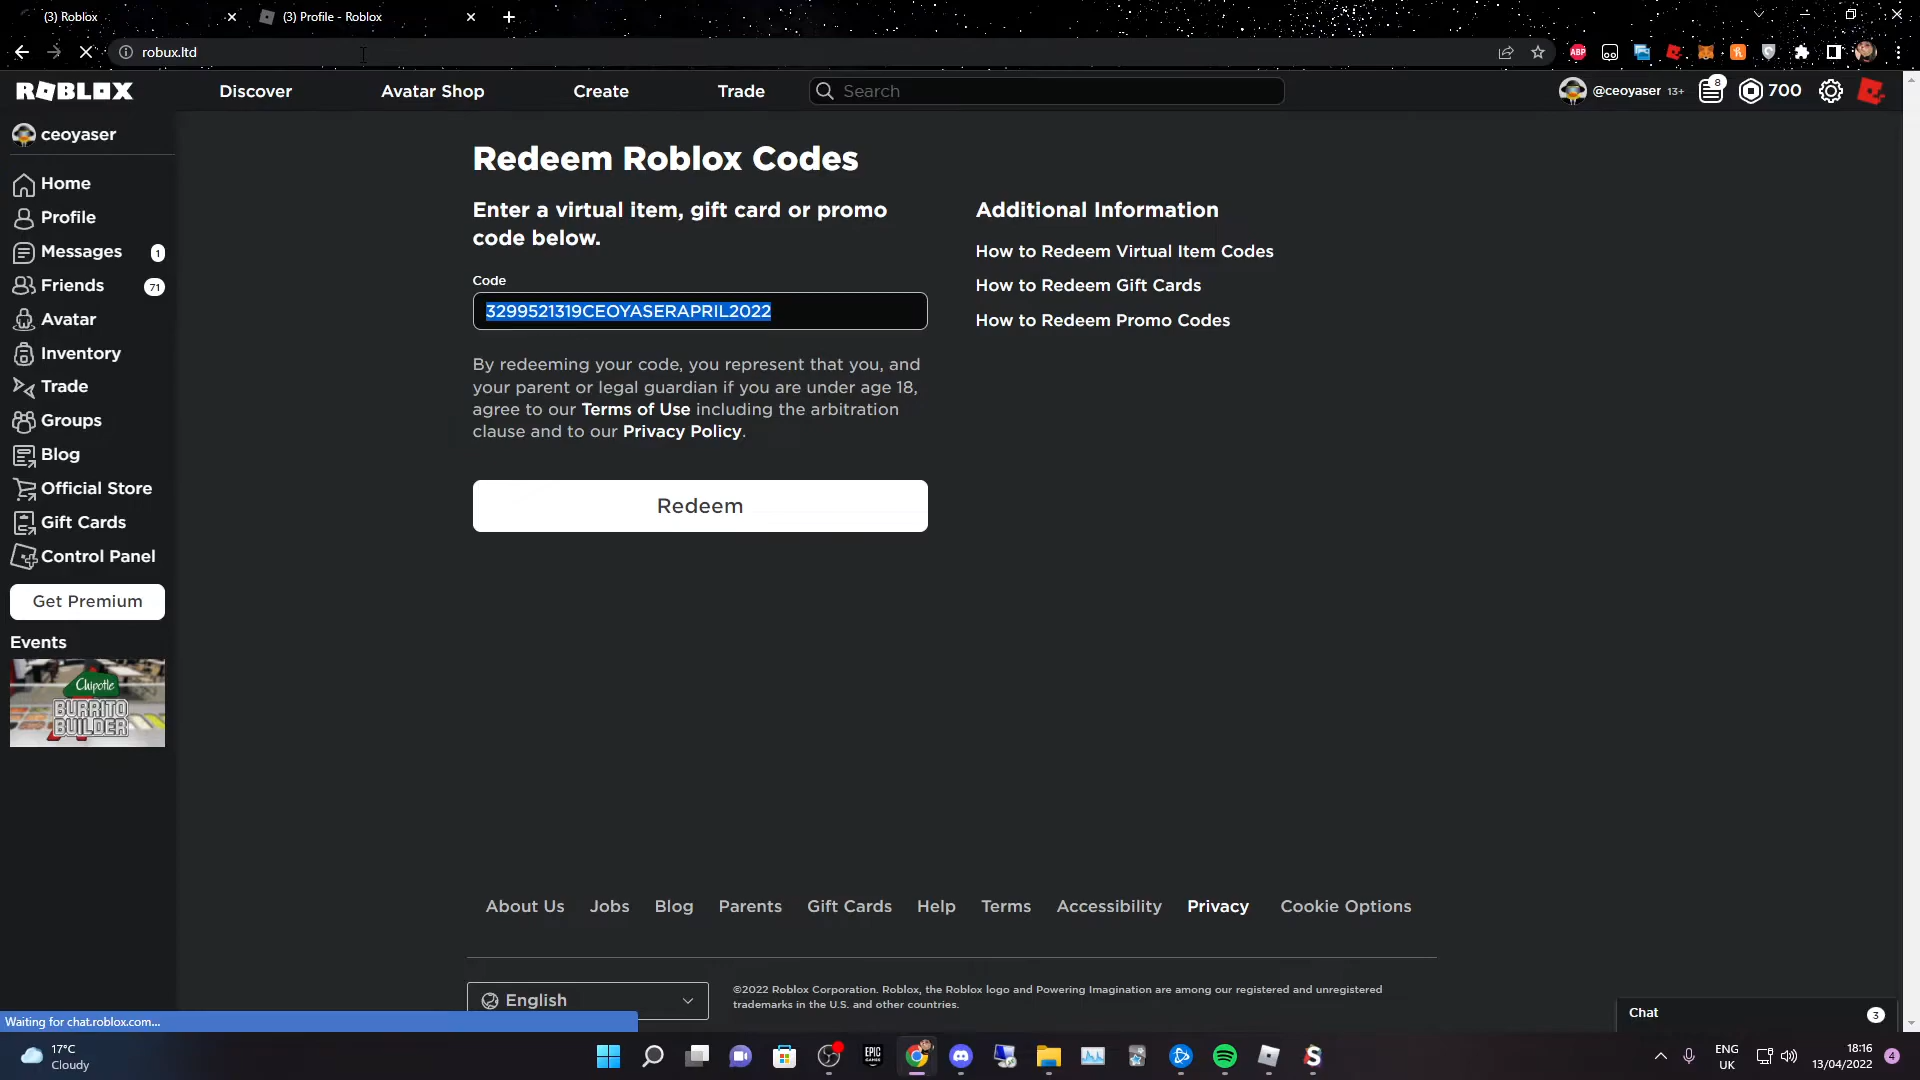 (3) Roblox
(3) Profile - Roblox
robux.ltd
ABP
ROBLOX
Discover
Avatar Shop
Create
Trade
Search
@ceoyaser 13+
8
700
ceoyaser
Home
Profile
Messages
1
Friends
71
Avatar
Inventory
Trade
Groups
Blog
Official Store
Gift Cards
Control Panel
Get Premium
Events
Chipotle
BURRITO
BUILDER
Redeem Roblox Codes
Enter a virtual item, gift card or promo
code below.
Code
3299521319CEOYASERAPRIL2022
By redeeming your code, you represent that you, and
your parent or legal guardian if you are under age 18,
agree to our Terms of Use including the arbitration
clause and to our Privacy Policy.
Redeem
Additional Information
How to Redeem Virtual Item Codes
How to Redeem Gift Cards
How to Redeem Promo Codes
About Us
Jobs
Blog
Parents
Gift Cards
Help
Terms
Accessibility
Privacy
Cookie Options
English
©2022 Roblox Corporation. Roblox, the Roblox logo and Powering Imagination are among our registered and unregistered
trademarks in the U.S. and other countries.
Chat
3
Waiting for chat.roblox.com...
17°C
Cloudy
EPIC
GAMES
ENG
UK
18:16
13/04/2022
4